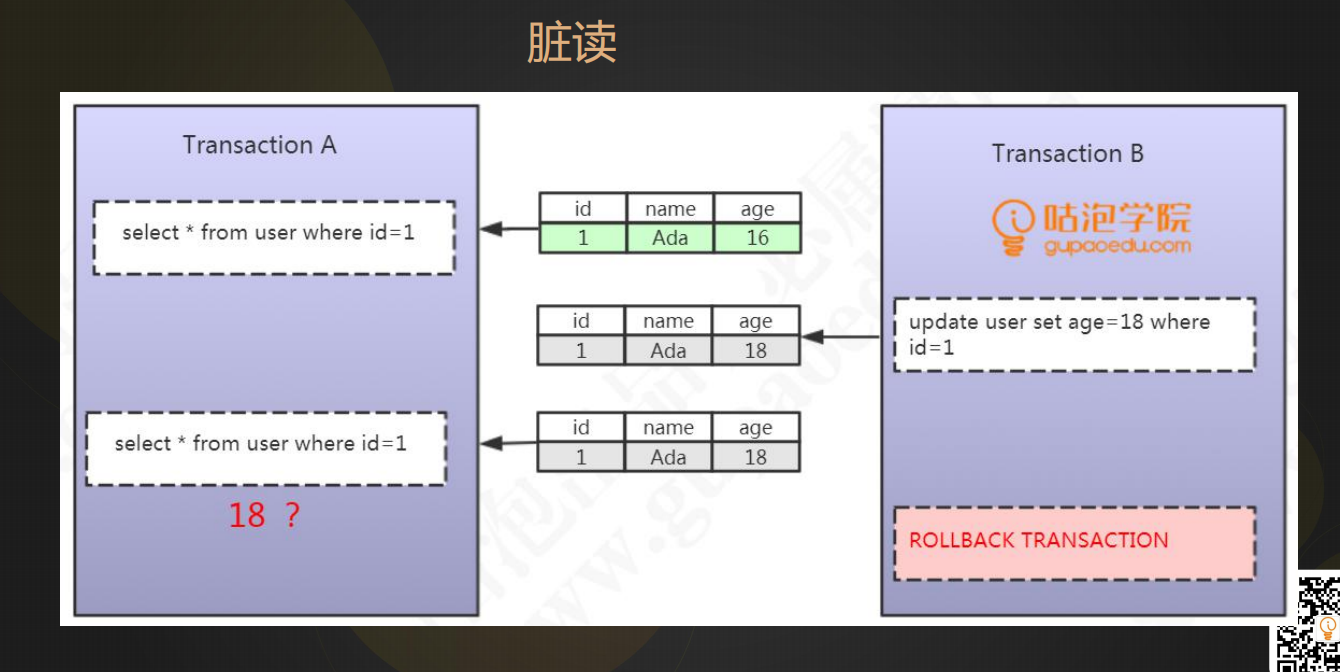 脏读
Transaction A
Transaction B
咕泡学院
gupaoedu.com
select * from user where id=1
id name age
1 Ada 16
id name age
1 Ada 18
update user set age=18 where
id=1
select * from user where id=1
id name age
1 Ada 18
18 ?
ROLLBACK TRANSACTION